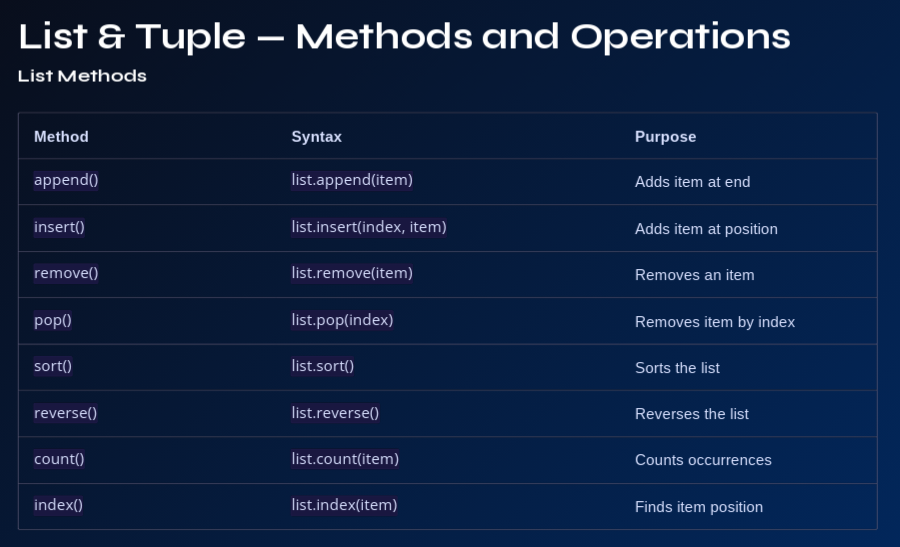 List & Tuple — Methods and Operations
List Methods
Method Syntax Purpose
append() list.append(item) Adds item at end
insert() list.insert(index, item) Adds item at position
remove() list.remove(item) Removes an item
pop() list.pop(index) Removes item by index
sort() list.sort() Sorts the list
reverse() list.reverse() Reverses the list
count() list.count(item) Counts occurrences
index() list.index(item) Finds item position